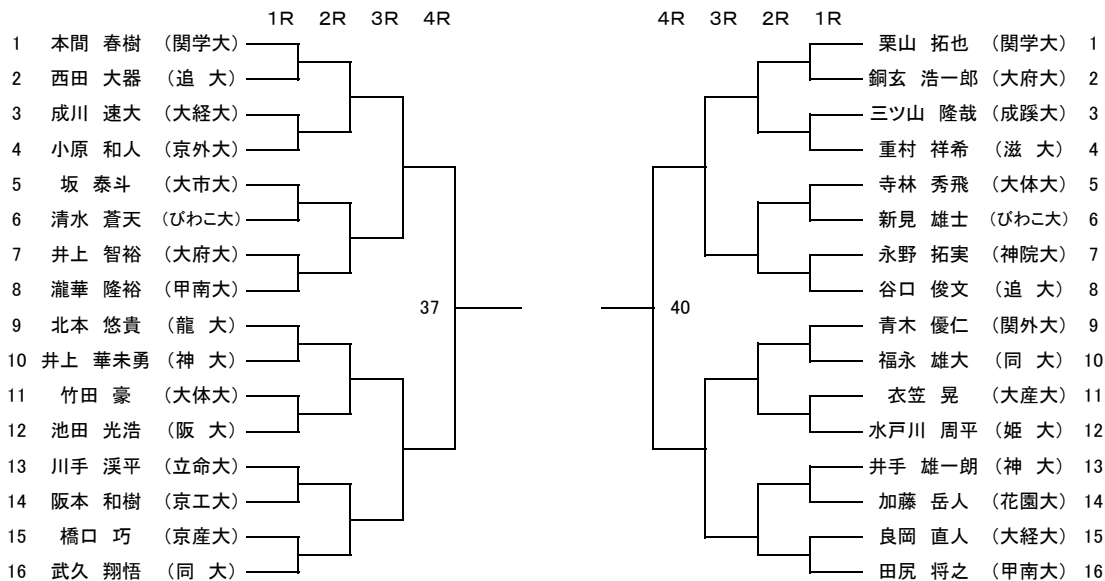 1R 2R 3R 4R
1 本間 春樹 (関学大)
2 西田 大器 (追 大)
3 成川 速大 (大経大)
4 小原 和人 (京外大)
5 坂 泰斗 (大市大)
6 清水 蒼天 (びわこ大)
7 井上 智裕 (大府大)
8 瀧華 隆裕 (甲南大)
37
9 北本 悠貴 (龍 大)
10 井上 華未勇 (神 大)
11 竹田 豪 (大体大)
12 池田 光浩 (阪 大)
13 川手 渓平 (立命大)
14 阪本 和樹 (京工大)
15 橋口 巧 (京産大)
16 武久 翔悟 (同 大)
4R 3R 2R 1R
栗山 拓也 (関学大) 1
銅玄 浩一郎 (大府大) 2
三ツ山 隆哉 (成蹊大) 3
重村 祥希 (滋 大) 4
寺林 秀飛 (大体大) 5
新見 雄士 (びわこ大) 6
永野 拓実 (神院大) 7
谷口 俊文 (追 大) 8
40
青木 優仁 (関外大) 9
福永 雄大 (同 大) 10
衣笠 晃 (大産大) 11
水戸川 周平 (姫 大) 12
井手 雄一朗 (神 大) 13
加藤 岳人 (花園大) 14
良岡 直人 (大経大) 15
田尻 将之 (甲南大) 16